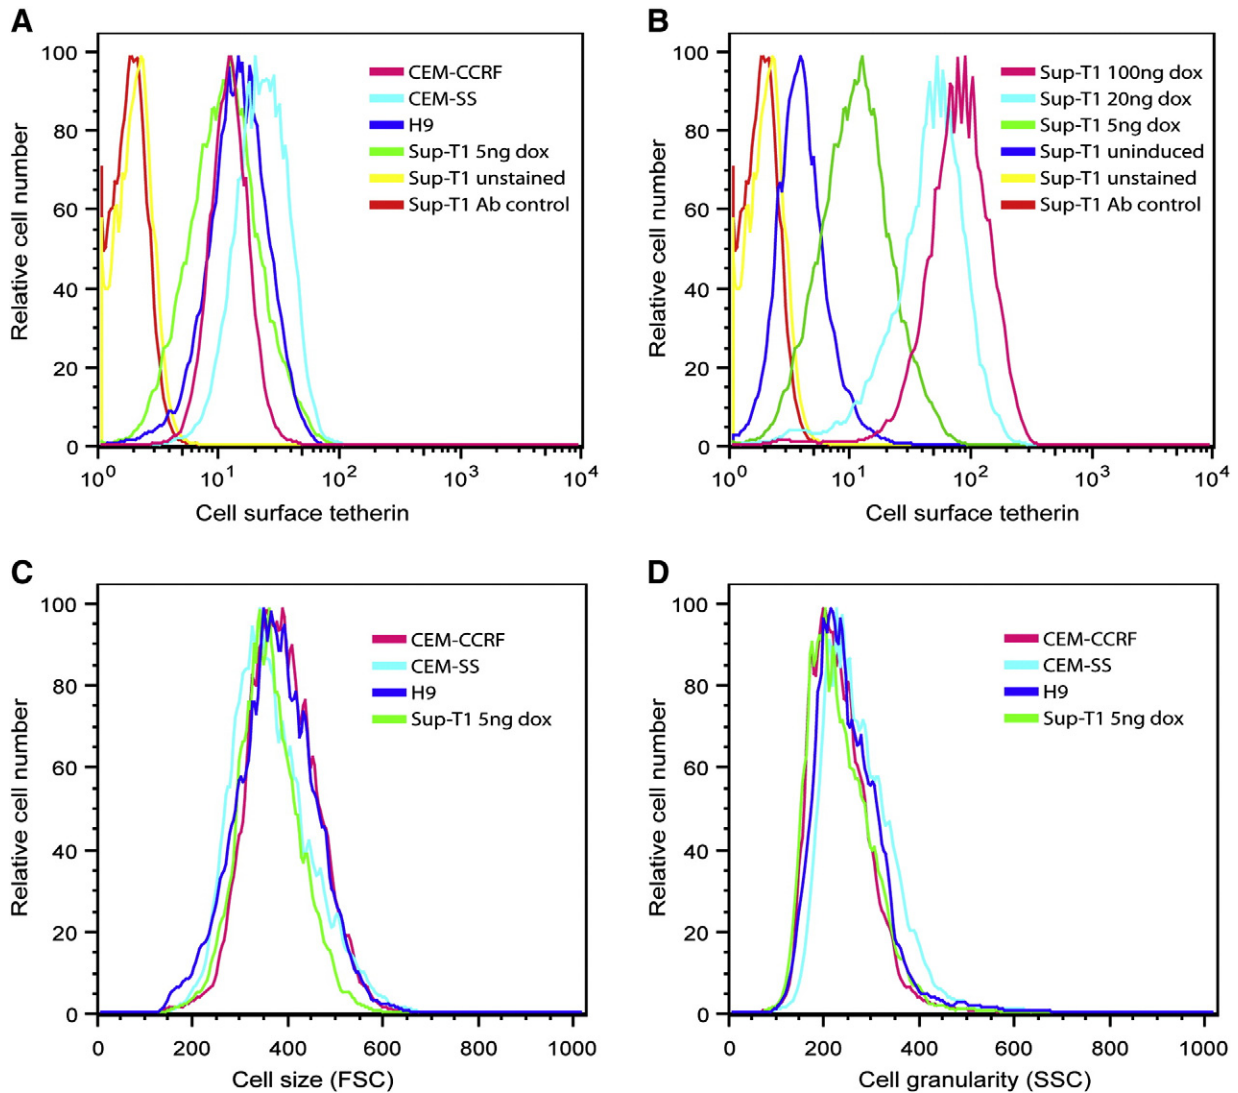 A
Relative cell number
100
80
60
40
20
0
CEM-CCRF
CEM-SS
H9
Sup-T1 5ng dox
Sup-T1 unstained
Sup-T1 Ab control
10^0 10^1 10^2 10^3 10^4
Cell surface tetherin
B
Relative cell number
100
80
60
40
20
0
Sup-T1 100ng dox
Sup-T1 20ng dox
Sup-T1 5ng dox
Sup-T1 uninduced
Sup-T1 unstained
Sup-T1 Ab control
10^0 10^1 10^2 10^3 10^4
Cell surface tetherin
C
Relative cell number
100
80
60
40
20
0
CEM-CCRF
CEM-SS
H9
Sup-T1 5ng dox
0 200 400 600 800 1000
Cell size (FSC)
D
Relative cell number
100
80
60
40
20
0
CEM-CCRF
CEM-SS
H9
Sup-T1 5ng dox
0 200 400 600 800 1000
Cell granularity (SSC)